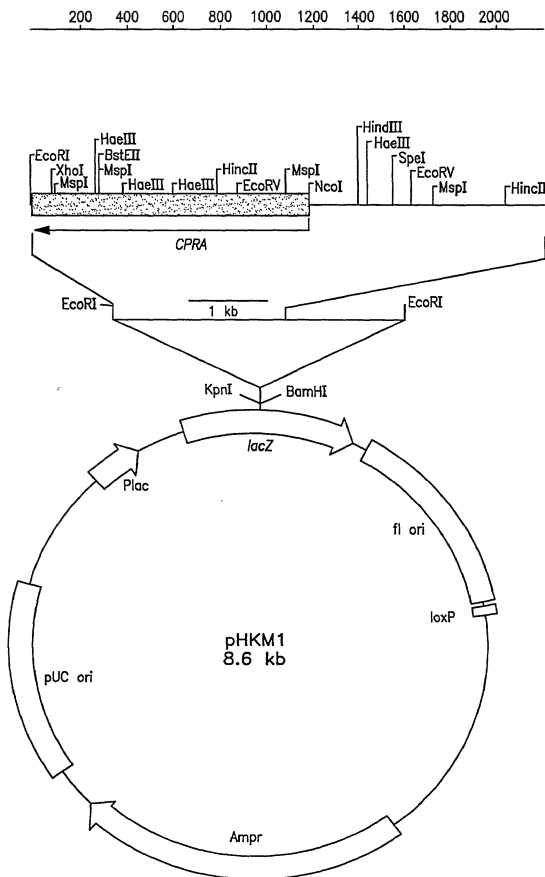 200 400 600 800 1000 1200 1400 1600 1800 2000
HindIII
HaeIII HaeIII
EcoRI BstEII SpeI
XhoI MspI HincII MspI EcoRV
MspI HaeIII HaeIII EcoRV NcoI MspI HincII
CPRA
EcoRI 1 kb EcoRI
KpnI BamHI
lacZ
Plac
fI ori
loxP
pHKM1
8.6 kb
pUC ori
Ampr